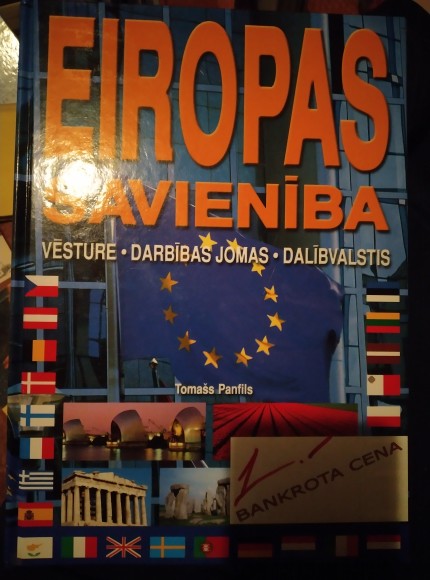 EIROPAS
SAVIENĪBA
VĒSTURE • DARBĪBAS JOMAS • DALĪBVALSTIS
Tomašs Panfils
BANKROTA CENA